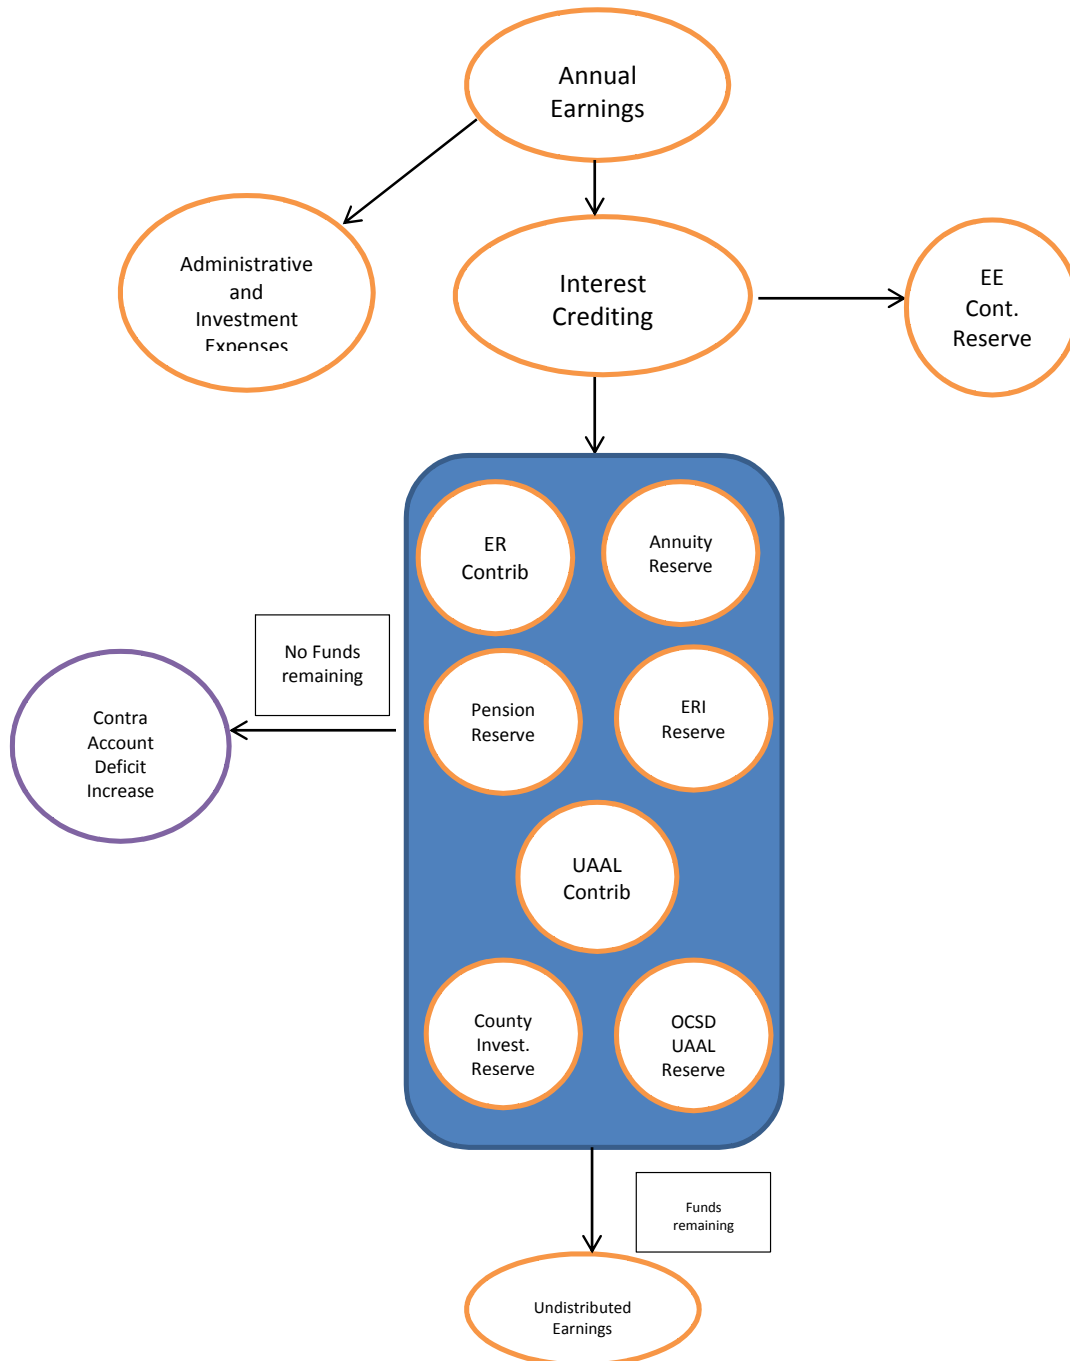 Annual
Earnings
Administrative
and
Investment
Expenses
Interest
Crediting
EE
Cont.
Reserve
ER
Contrib
Annuity
Reserve
No Funds
remaining
Pension
Reserve
ERI
Reserve
Contra
Account
Deficit
Increase
UAAL
Contrib
County
Invest.
Reserve
OCSD
UAAL
Reserve
Funds
remaining
Undistributed
Earnings